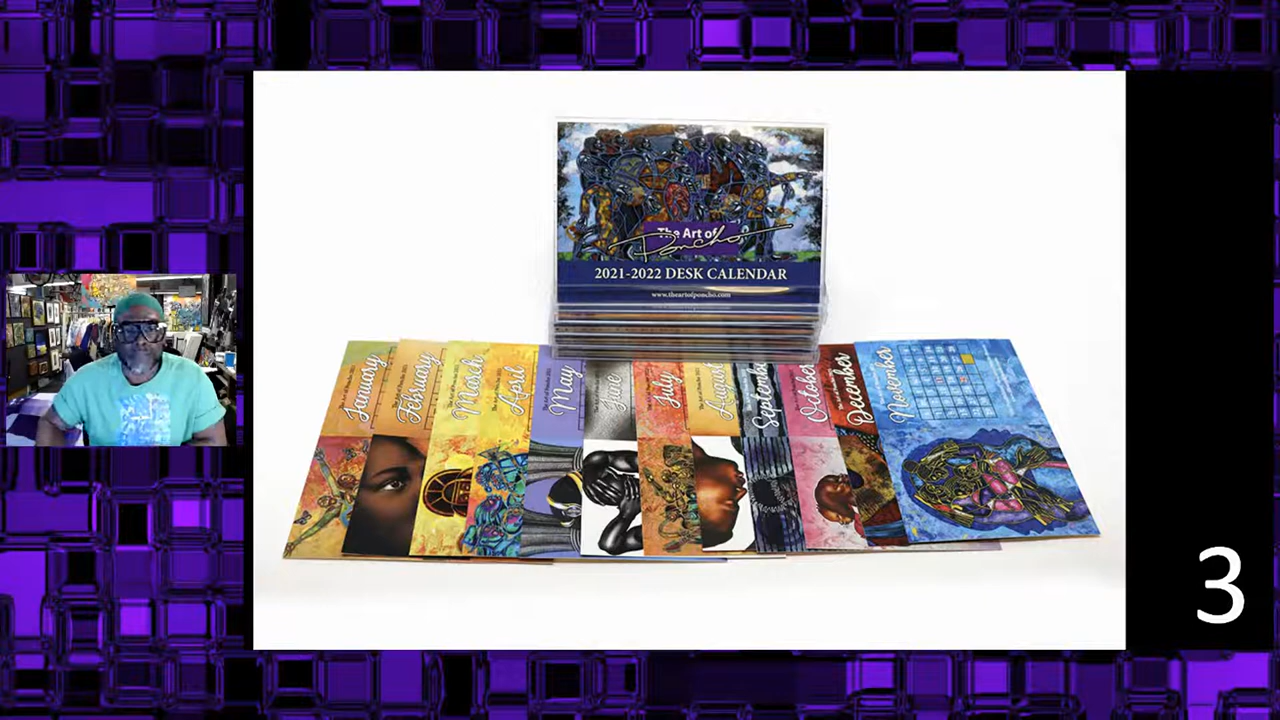 The Art of
Poncho
2021-2022 DESK CALENDAR
www.theartofponcho.com
January
February
March
April
May
June
July
August
Septembe
October
December
November
3